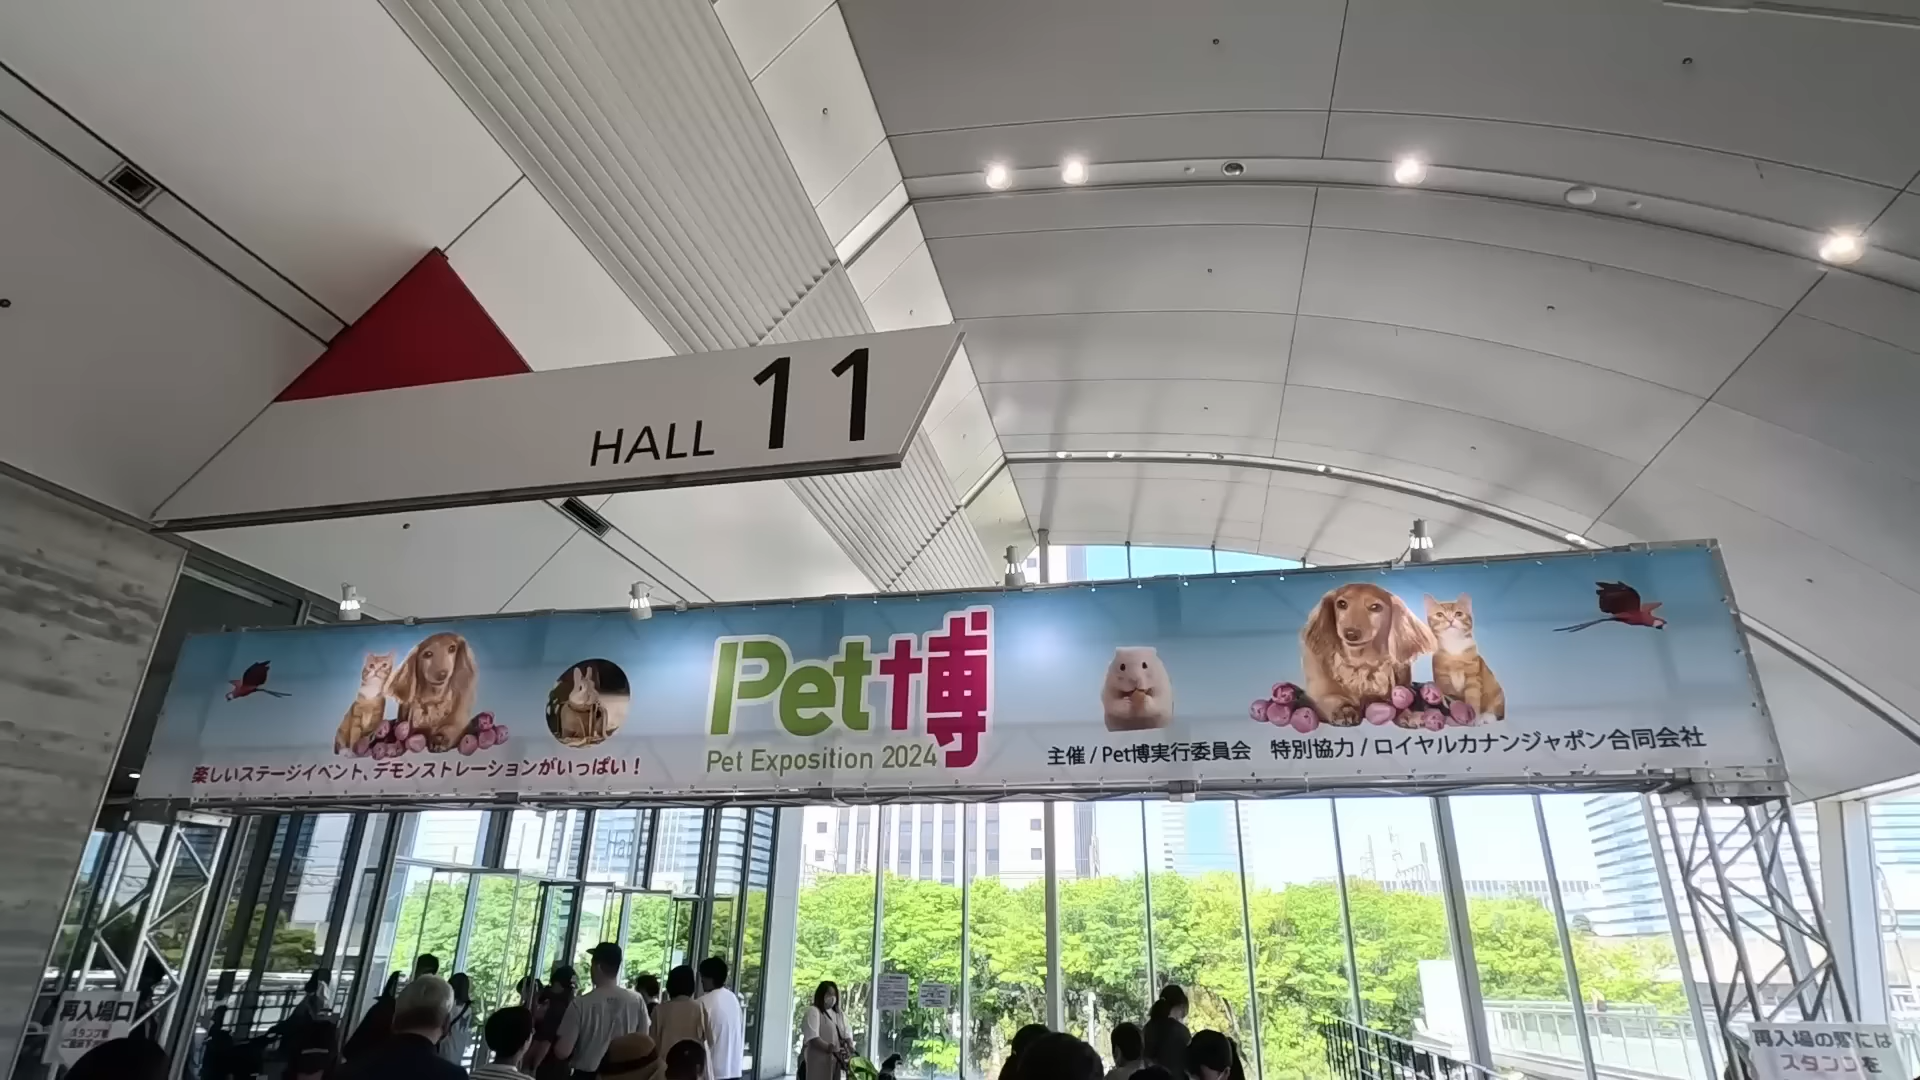 HALL 11
Pet博
Pet Exposition 2024
楽しいステージイベント、デモンストレーションがいっぱい！
主催 / Pet博実行委員会 特別協力 / ロイヤルカナンジャポン合同会社
再入場口
再入場の際には
スタンプを